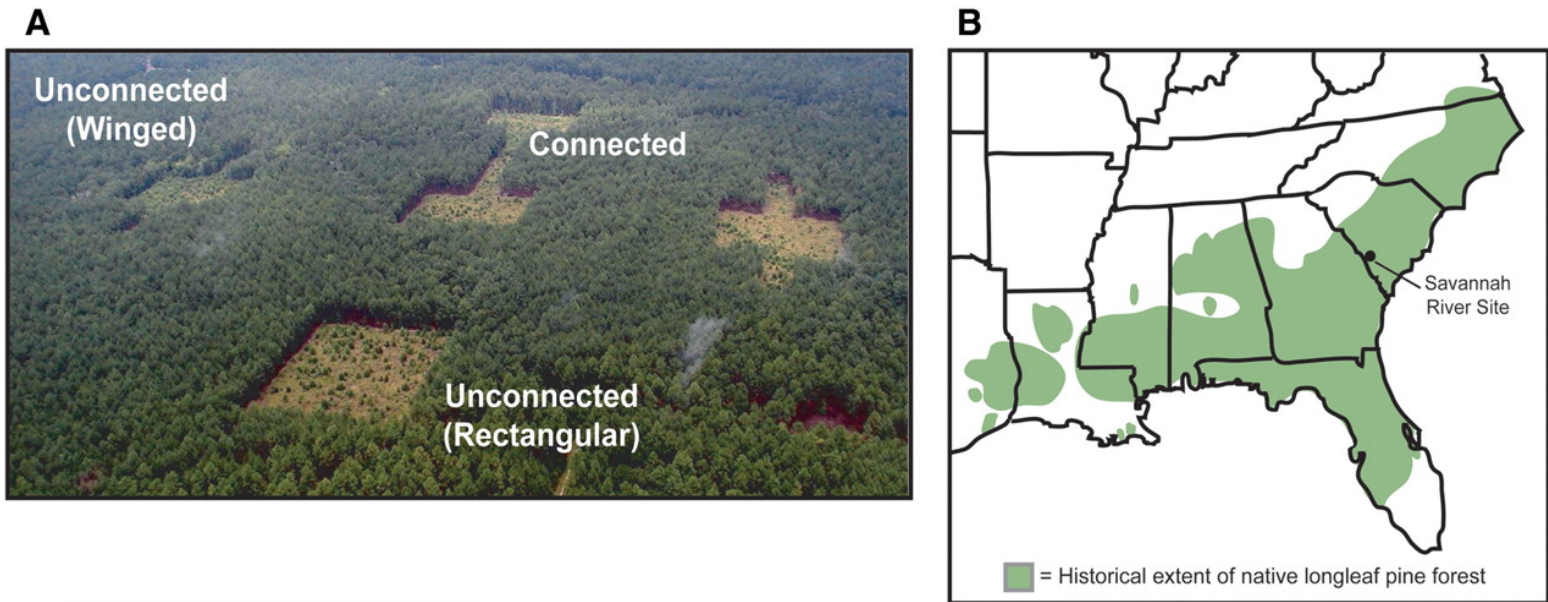 A
Unconnected
(Winged)
Connected
Unconnected
(Rectangular)
B
Savannah
River Site
= Historical extent of native longleaf pine forest